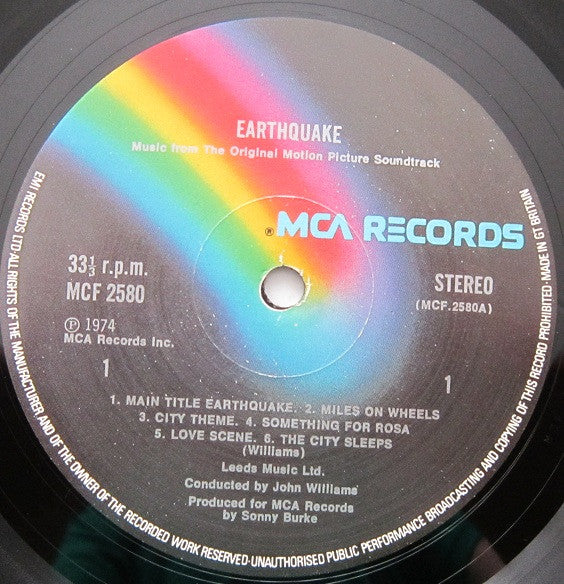 EARTHQUAKE
Music from The Original Motion Picture Soundtrack
® MCA RECORDS
33⅓ r.p.m.
MCF 2580
STEREO
(MCF.2580A)
Ⓟ 1974
MCA Records Inc.
1
1
1. MAIN TITLE EARTHQUAKE. 2. MILES ON WHEELS
3. CITY THEME. 4. SOMETHING FOR ROSA
5. LOVE SCENE. 6. THE CITY SLEEPS
(Williams)
Leeds Music Ltd.
Conducted by John Williams
Produced for MCA Records
by Sonny Burke
EMI RECORDS LTD ALL RIGHTS OF THE MANUFACTURER AND OF THE OWNER OF THE RECORDED WORK RESERVED·UNAUTHORISED PUBLIC PERFORMANCE BROADCASTING AND COPYING OF THIS RECORD PROHIBITED·MADE IN GT BRITAIN